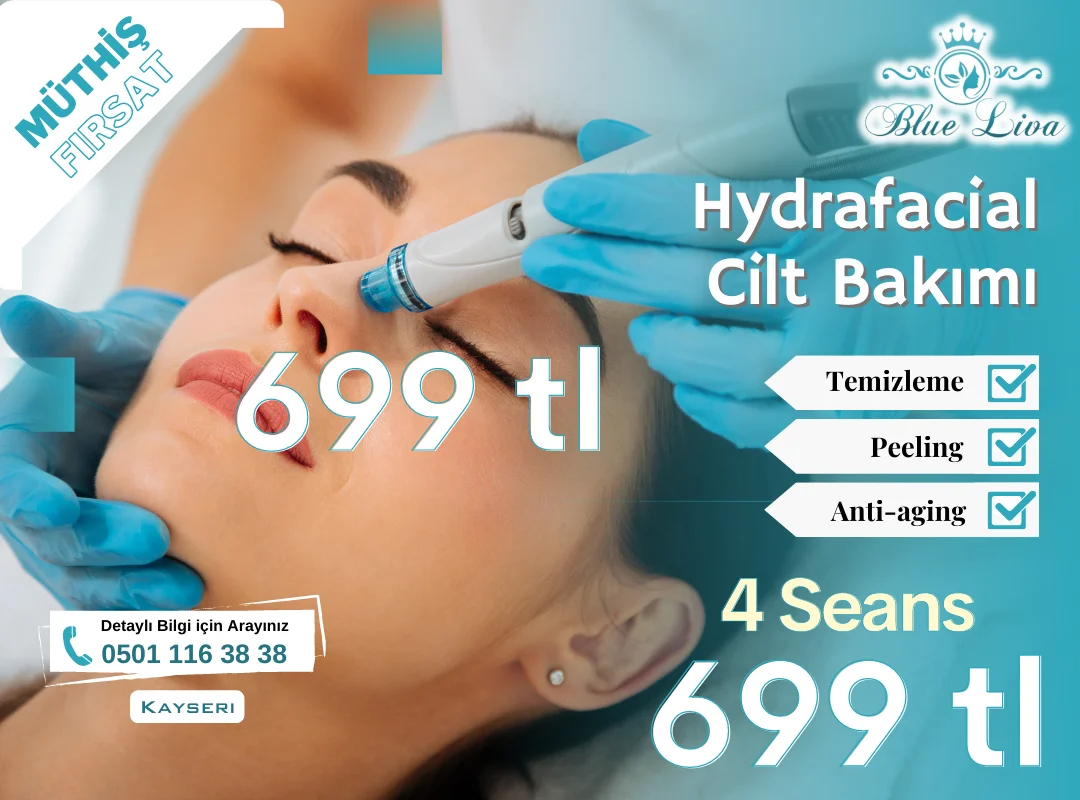 MÜTHİŞ
FIRSAT
Blue Liva
Hydrafacial
Cilt Bakımı
699 tl
Temizleme
Peeling
Anti-aging
4 Seans
699 tl
Detaylı Bilgi için Arayınız
0501 116 38 38
KAYSERI